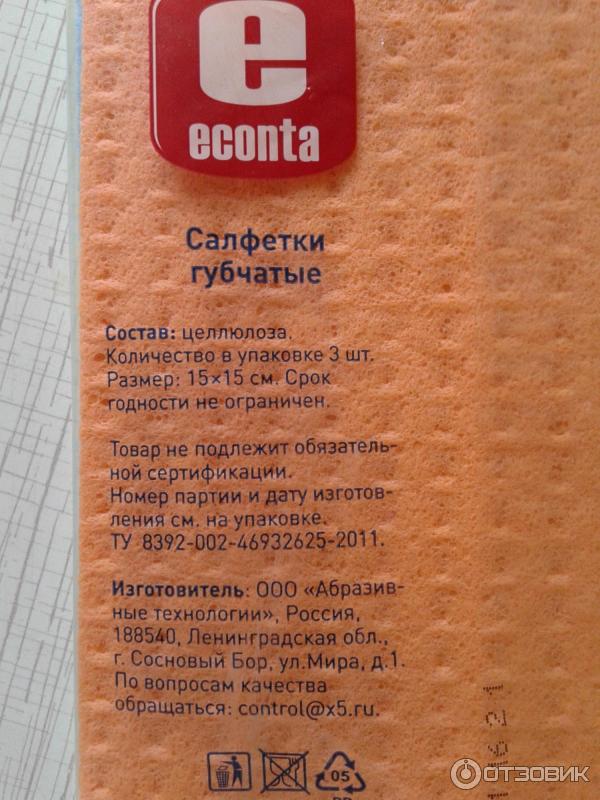 e
econta
Салфетки
губчатые
Состав: целлюлоза.
Количество в упаковке 3 шт.
Размер: 15×15 см. Срок
годности не ограничен.
Товар не подлежит обязатель-
ной сертификации.
Номер партии и дату изготов-
ления см. на упаковке.
ТУ 8392-002-46932625-2011.
Изготовитель: ООО «Абразив-
ные технологии», Россия,
188540, Ленинградская обл.,
г. Сосновый Бор, ул.Мира, д.1.
По вопросам качества
обращаться: control@x5.ru.
05
ОТЗОВИК